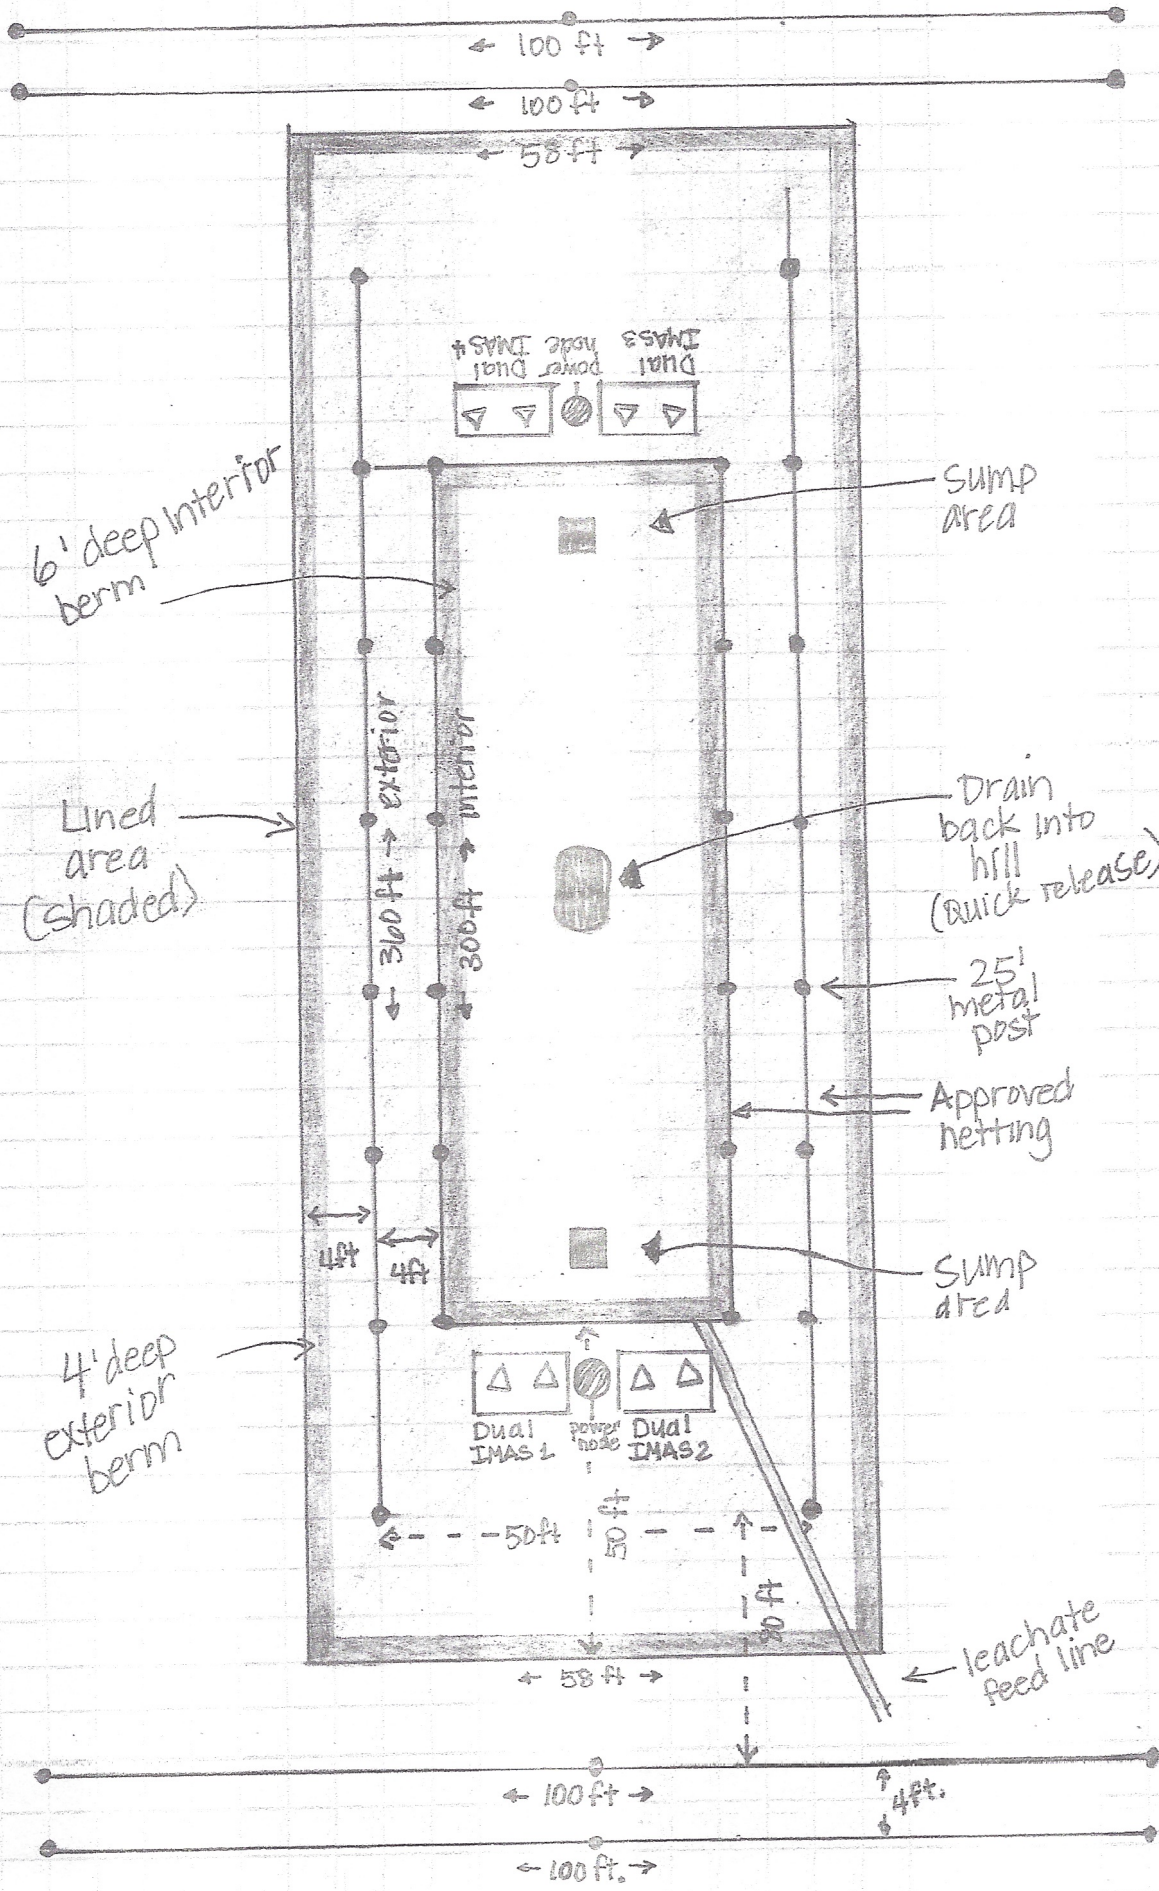 ← 100 ft →
← 100 ft →
← 58 ft →
Dual IMAS 4
power node
Dual IMAS 3
6' deep interior
berm
Sump
area
← 360 ft → exterior
← 300 ft → interior
Lined
area
(shaded)
Drain
back into
hill
(quick release)
25'
metal
post
Approved
netting
4ft
4ft
Sump
area
4' deep
exterior
berm
Dual
IMAS 1
power
node
Dual
IMAS 2
50ft
50 ft
50 ft
leachate
feed line
← 58 ft →
← 100 ft →
4ft.
← 100 ft. →